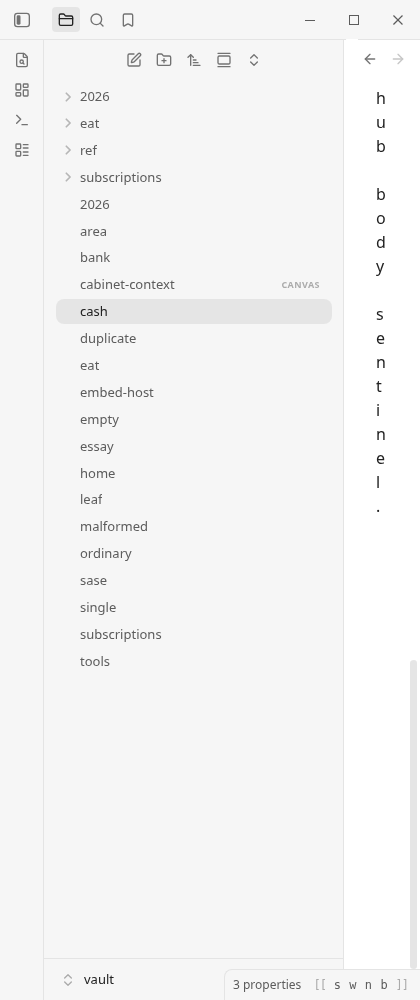 2026
eat
ref
subscriptions
2026
area
bank
cabinet-context CANVAS
cash
duplicate
eat
embed-host
empty
essay
home
leaf
malformed
ordinary
sase
single
subscriptions
tools
vault
h
u
b
b
o
d
y
s
e
n
t
i
n
e
l
.
3 properties [[ s w n b ]]